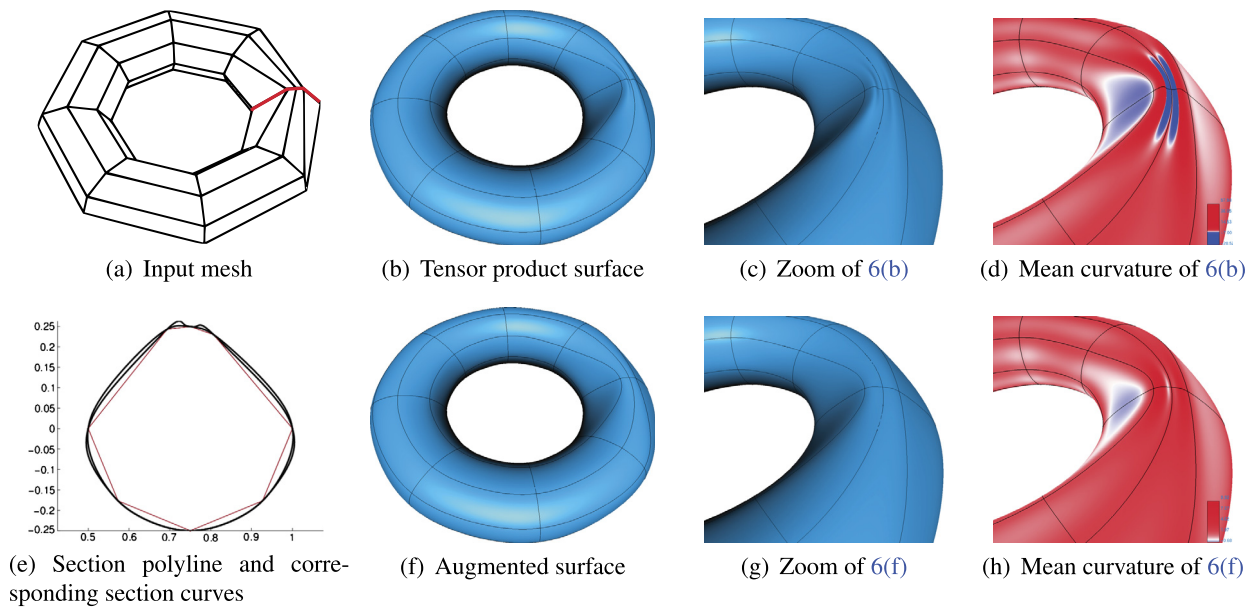 (a) Input mesh
(b) Tensor product surface
(c) Zoom of 6(b)
(d) Mean curvature of 6(b)
0.25
0.2
0.15
0.1
0.05
0
−0.05
−0.1
−0.15
−0.2
−0.25
0.5 0.6 0.7 0.8 0.9 1
(e) Section polyline and corre-
sponding section curves
(f) Augmented surface
(g) Zoom of 6(f)
(h) Mean curvature of 6(f)